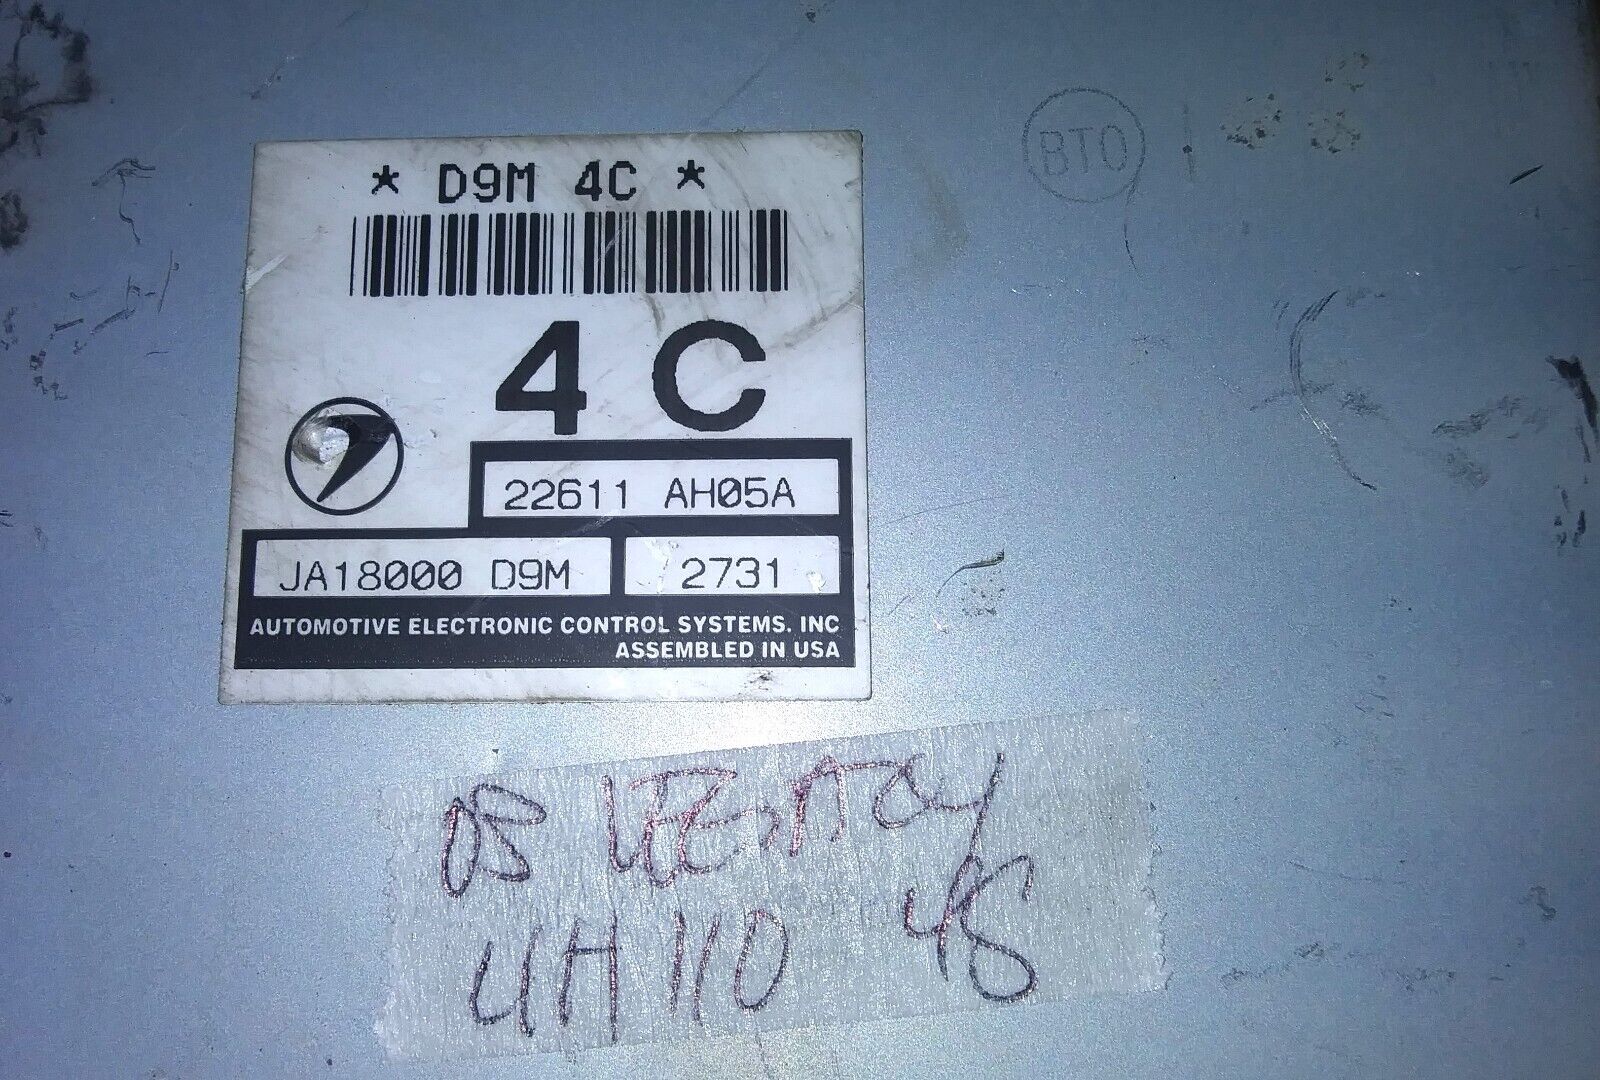 * D9M 4C *
BTO
4C
22611 AH05A
JA18000 D9M
2731
AUTOMOTIVE ELECTRONIC CONTROL SYSTEMS. INC
ASSEMBLED IN USA
05 LEGACY
4H110 48